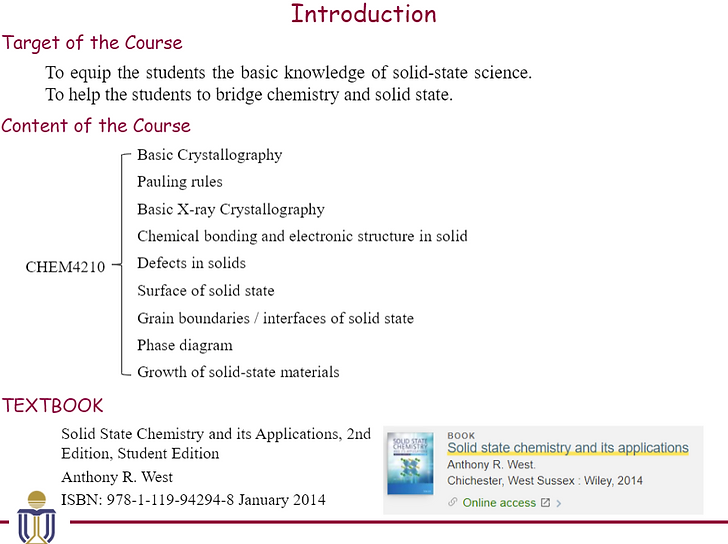 Introduction
Target of the Course
To equip the students the basic knowledge of solid-state science.
To help the students to bridge chemistry and solid state.
Content of the Course
CHEM4210
Basic Crystallography
Pauling rules
Basic X-ray Crystallography
Chemical bonding and electronic structure in solid
Defects in solids
Surface of solid state
Grain boundaries / interfaces of solid state
Phase diagram
Growth of solid-state materials
TEXTBOOK
Solid State Chemistry and its Applications, 2nd
Edition, Student Edition
Anthony R. West
ISBN: 978-1-119-94294-8 January 2014
SOLID STATE
CHEMISTRY
BOOK
Solid state chemistry and its applications
Anthony R. West.
Chichester, West Sussex : Wiley, 2014
Online access